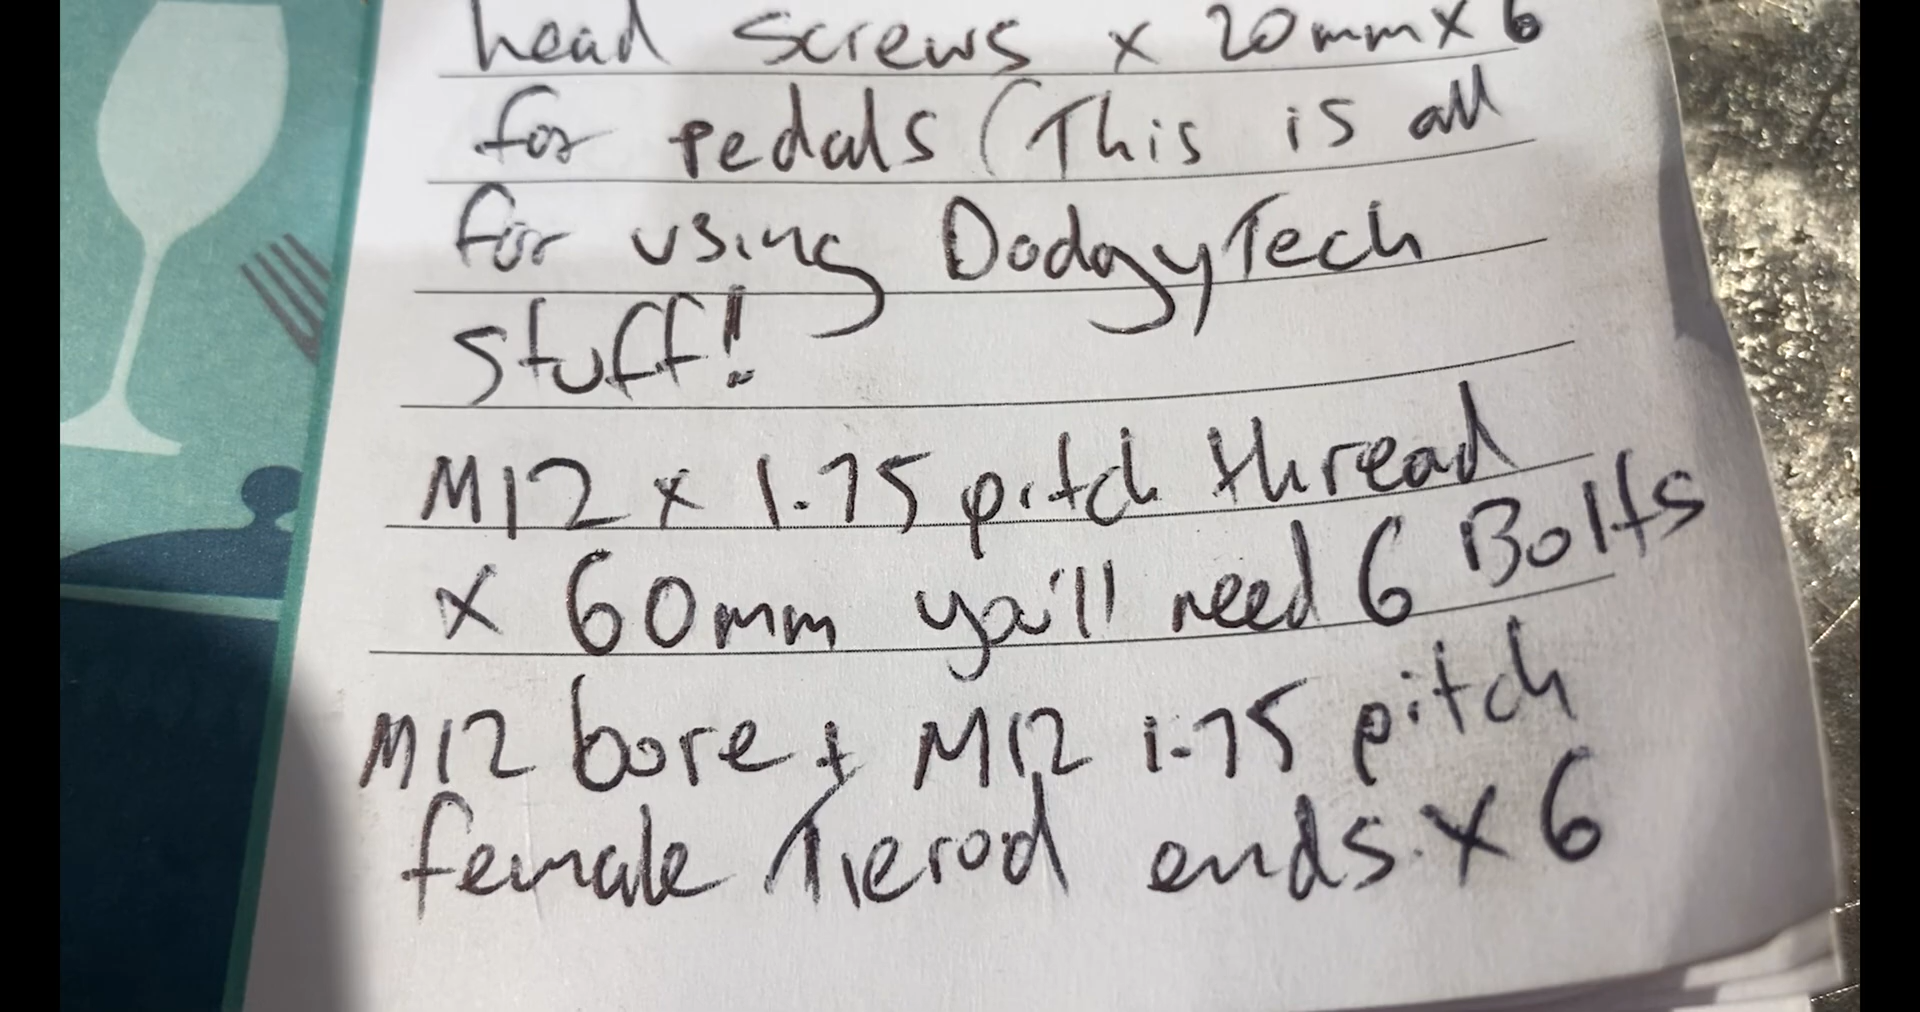 head screws x 20mm x 6
for pedals (This is all
for using DodgyTech
stuff!
M12 x 1.75 pitch thread
x 60mm you'll need 6 Bolts
M12 bore + M12 1.75 pitch
female Tierod ends x 6